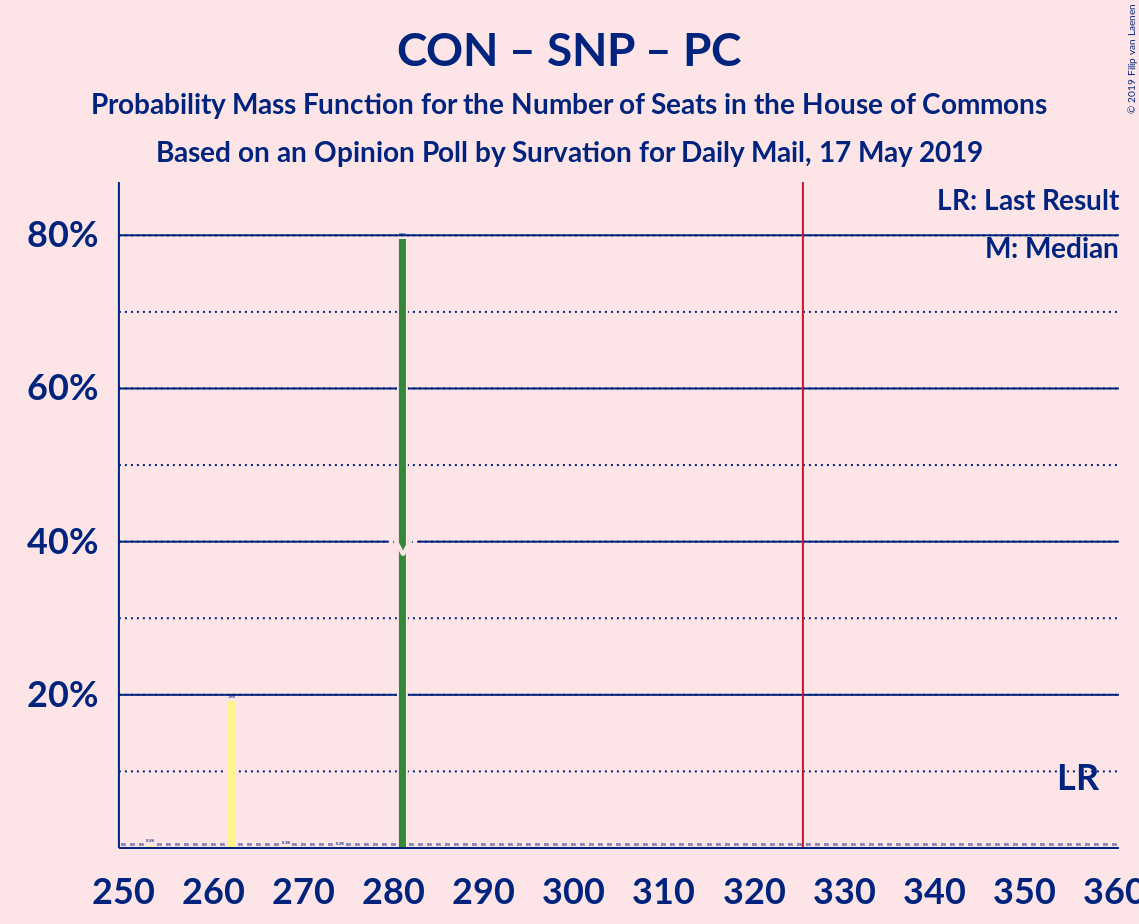 CON – SNP – PC
Probability Mass Function for the Number of Seats in the House of Commons
Based on an Opinion Poll by Survation for Daily Mail, 17 May 2019
© 2019 Filip van Laenen
LR: Last Result
M: Median
80%
60%
40%
20%
M
LR
250 260 270 280 290 300 310 320 330 340 350 360